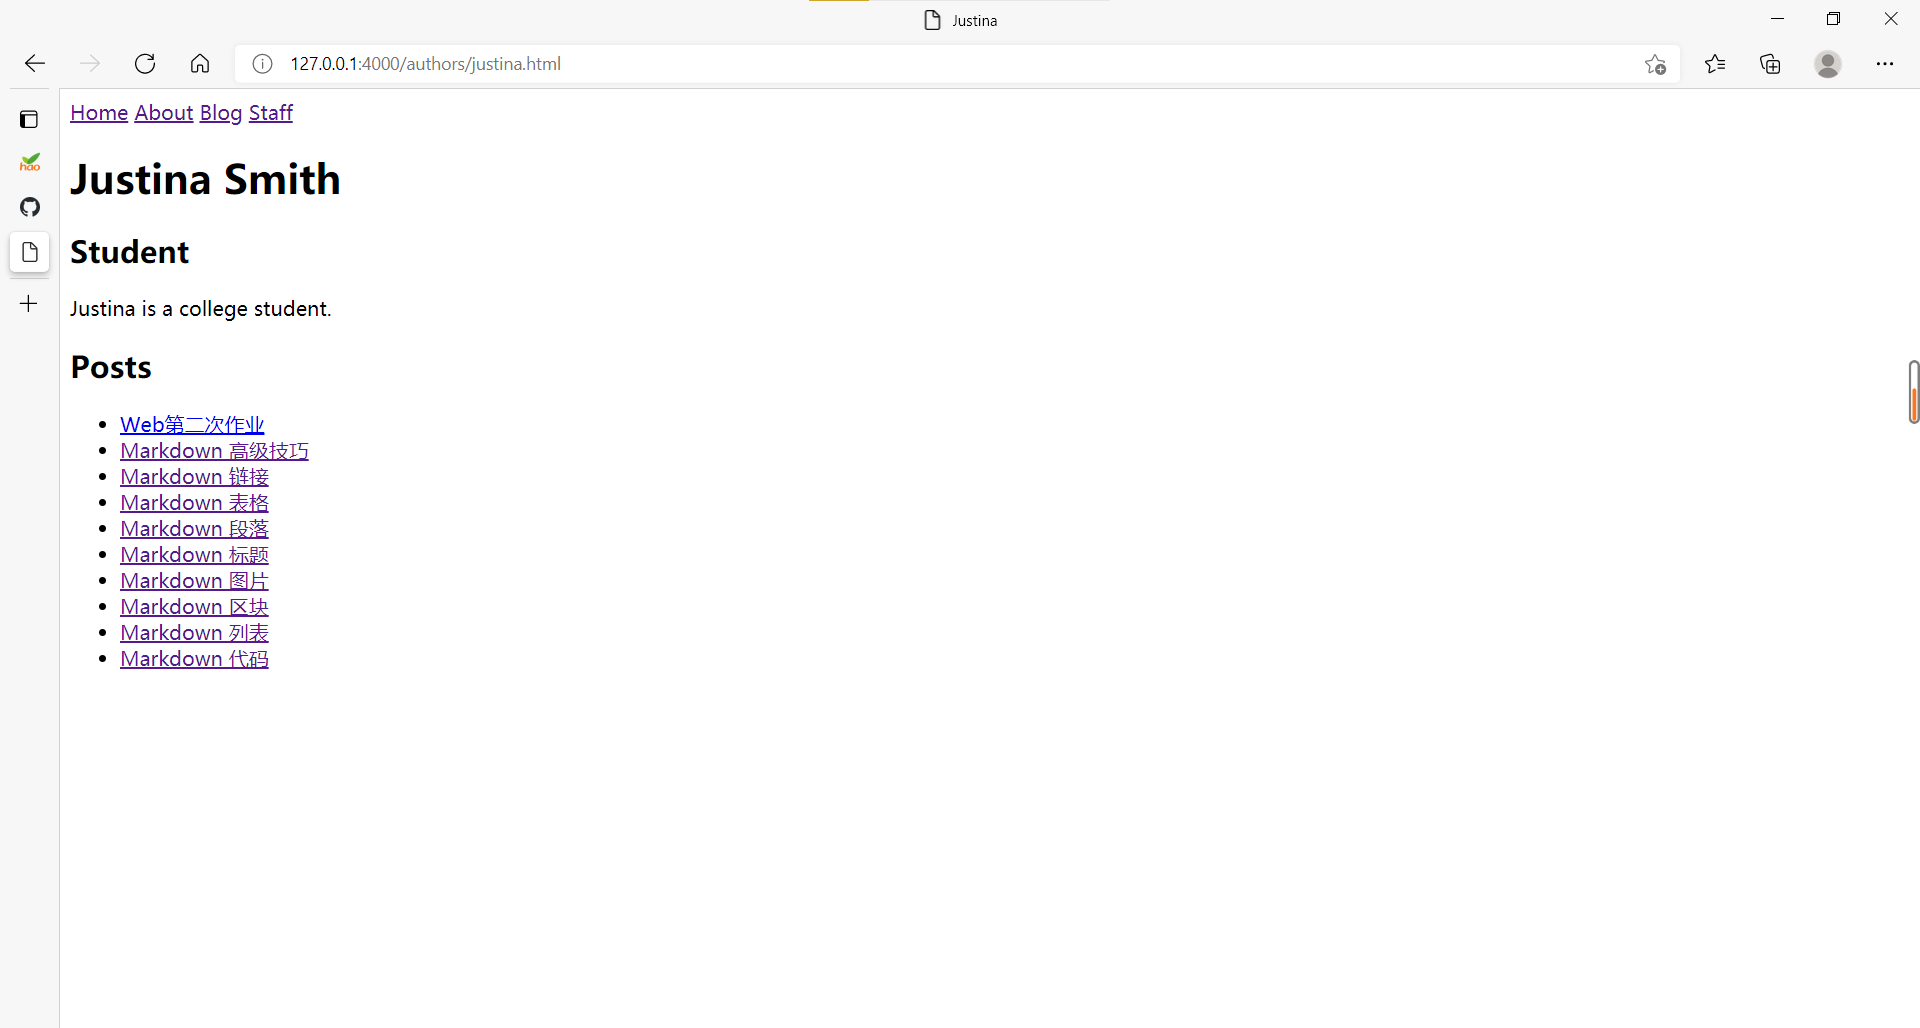 Justina
127.0.0.1:4000/authors/justina.html
hao
Home About Blog Staff
Justina Smith
Student
Justina is a college student.
Posts
Web第二次作业
Markdown 高级技巧
Markdown 链接
Markdown 表格
Markdown 段落
Markdown 标题
Markdown 图片
Markdown 区块
Markdown 列表
Markdown 代码